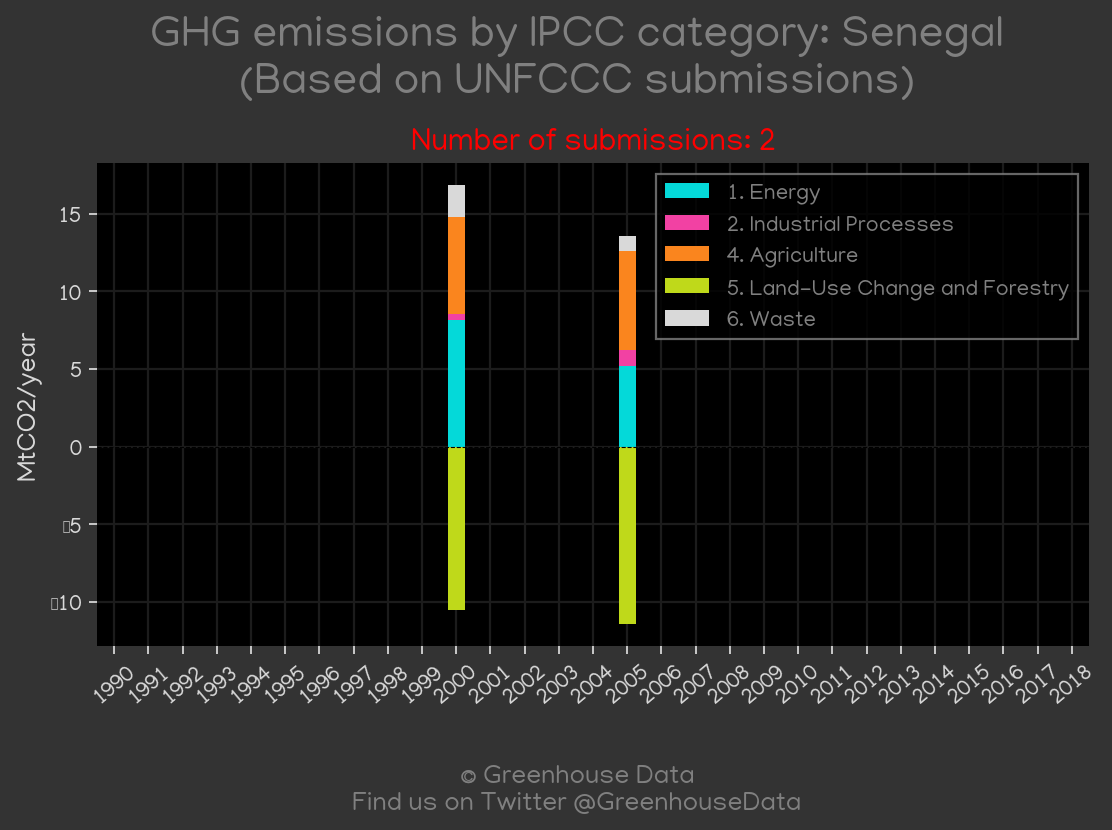 GHG emissions by IPCC category: Senegal
(Based on UNFCCC submissions)
Number of submissions: 2
1. Energy
2. Industrial Processes
4. Agriculture
5. Land-Use Change and Forestry
6. Waste
MtCO2/year
15
10
5
0
▯5
▯10
1990 1991 1992 1993 1994 1995 1996 1997 1998 1999 2000 2001 2002 2003 2004 2005 2006 2007 2008 2009 2010 2011 2012 2013 2014 2015 2016 2017 2018
© Greenhouse Data
Find us on Twitter @GreenhouseData